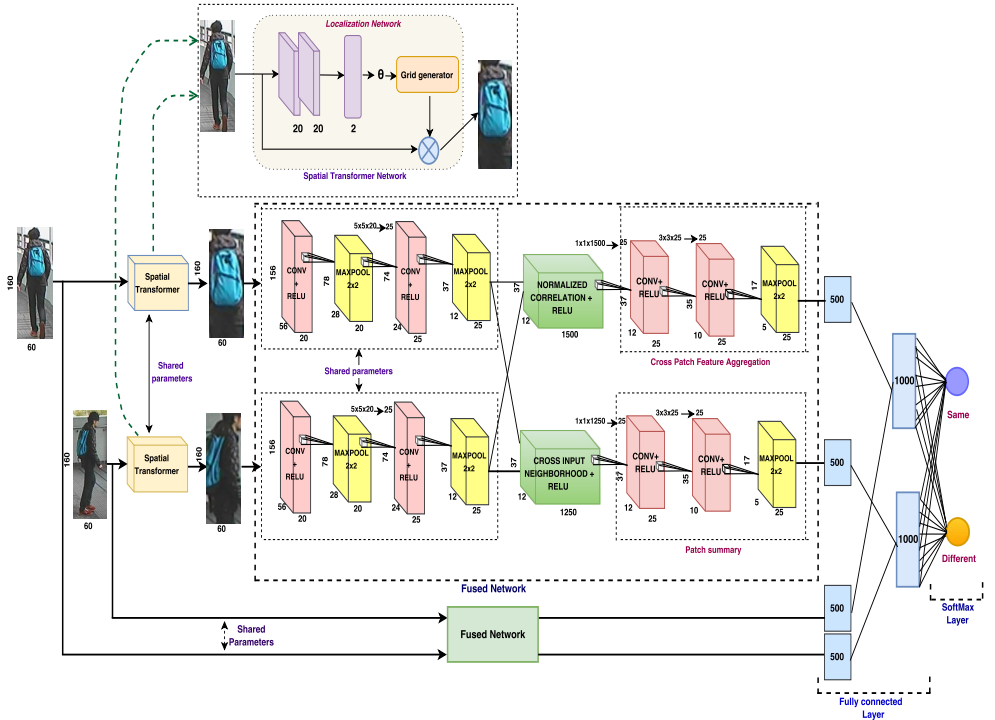 Localization Network
θ
Grid generator
20
20
2
Spatial Transformer Network
160
60
Spatial
Transformer
160
60
Shared
parameters
160
60
Spatial
Transformer
160
60
156
CONV
+
RELU
56
20
78
MAXPOOL
2x2
28
20
5x5x20
25
74
CONV
+
RELU
24
25
37
MAXPOOL
2x2
12
25
Shared parameters
156
CONV
+
RELU
56
20
78
MAXPOOL
2x2
28
20
5x5x20
25
74
CONV
+
RELU
24
25
37
MAXPOOL
2x2
12
25
37
NORMALIZED
CORRELATION +
RELU
12
1500
1x1x1500
25
37
CONV+
RELU
12
25
3x3x25
25
35
CONV+
RELU
10
25
17
MAXPOOL
2x2
5
25
Cross Patch Feature Aggregation
37
CROSS INPUT
NEIGHBORHOOD +
RELU
12
1250
1x1x1250
25
37
CONV+
RELU
12
25
3x3x25
25
35
CONV+
RELU
10
25
17
MAXPOOL
2x2
5
25
Patch summary
Fused Network
Shared
Parameters
Fused Network
500
500
500
500
1000
1000
Same
Different
SoftMax
Layer
Fully connected
Layer